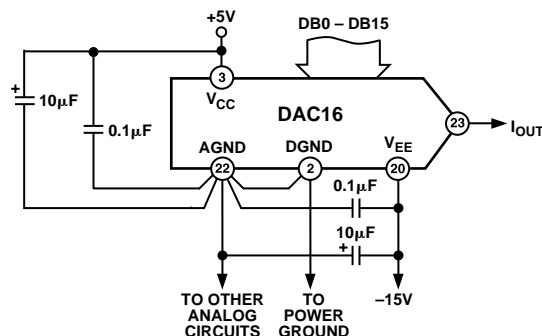 +5V
DB0 – DB15
3
VCC
+
10µF
0.1µF
DAC16
23
IOUT
AGND
DGND
VEE
22
2
20
0.1µF
10µF
+
TO OTHER
ANALOG
CIRCUITS
TO
POWER
GROUND
–15V